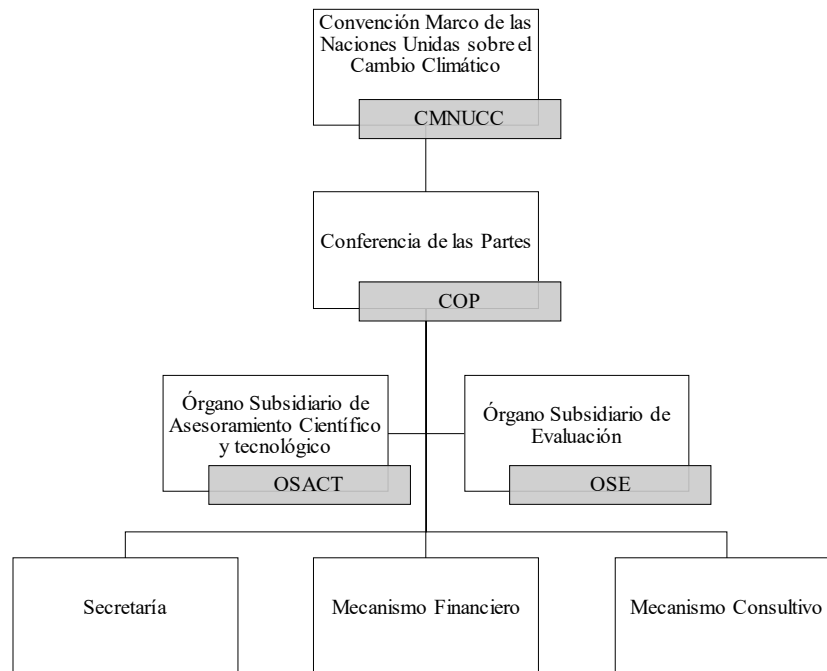 Convención Marco de las
Naciones Unidas sobre el
Cambio Climático
CMNUCC
Conferencia de las Partes
COP
Órgano Subsidiario de
Asesoramiento Científico
y tecnológico
OSACT
Órgano Subsidiario de
Evaluación
OSE
Secretaría
Mecanismo Financiero
Mecanismo Consultivo